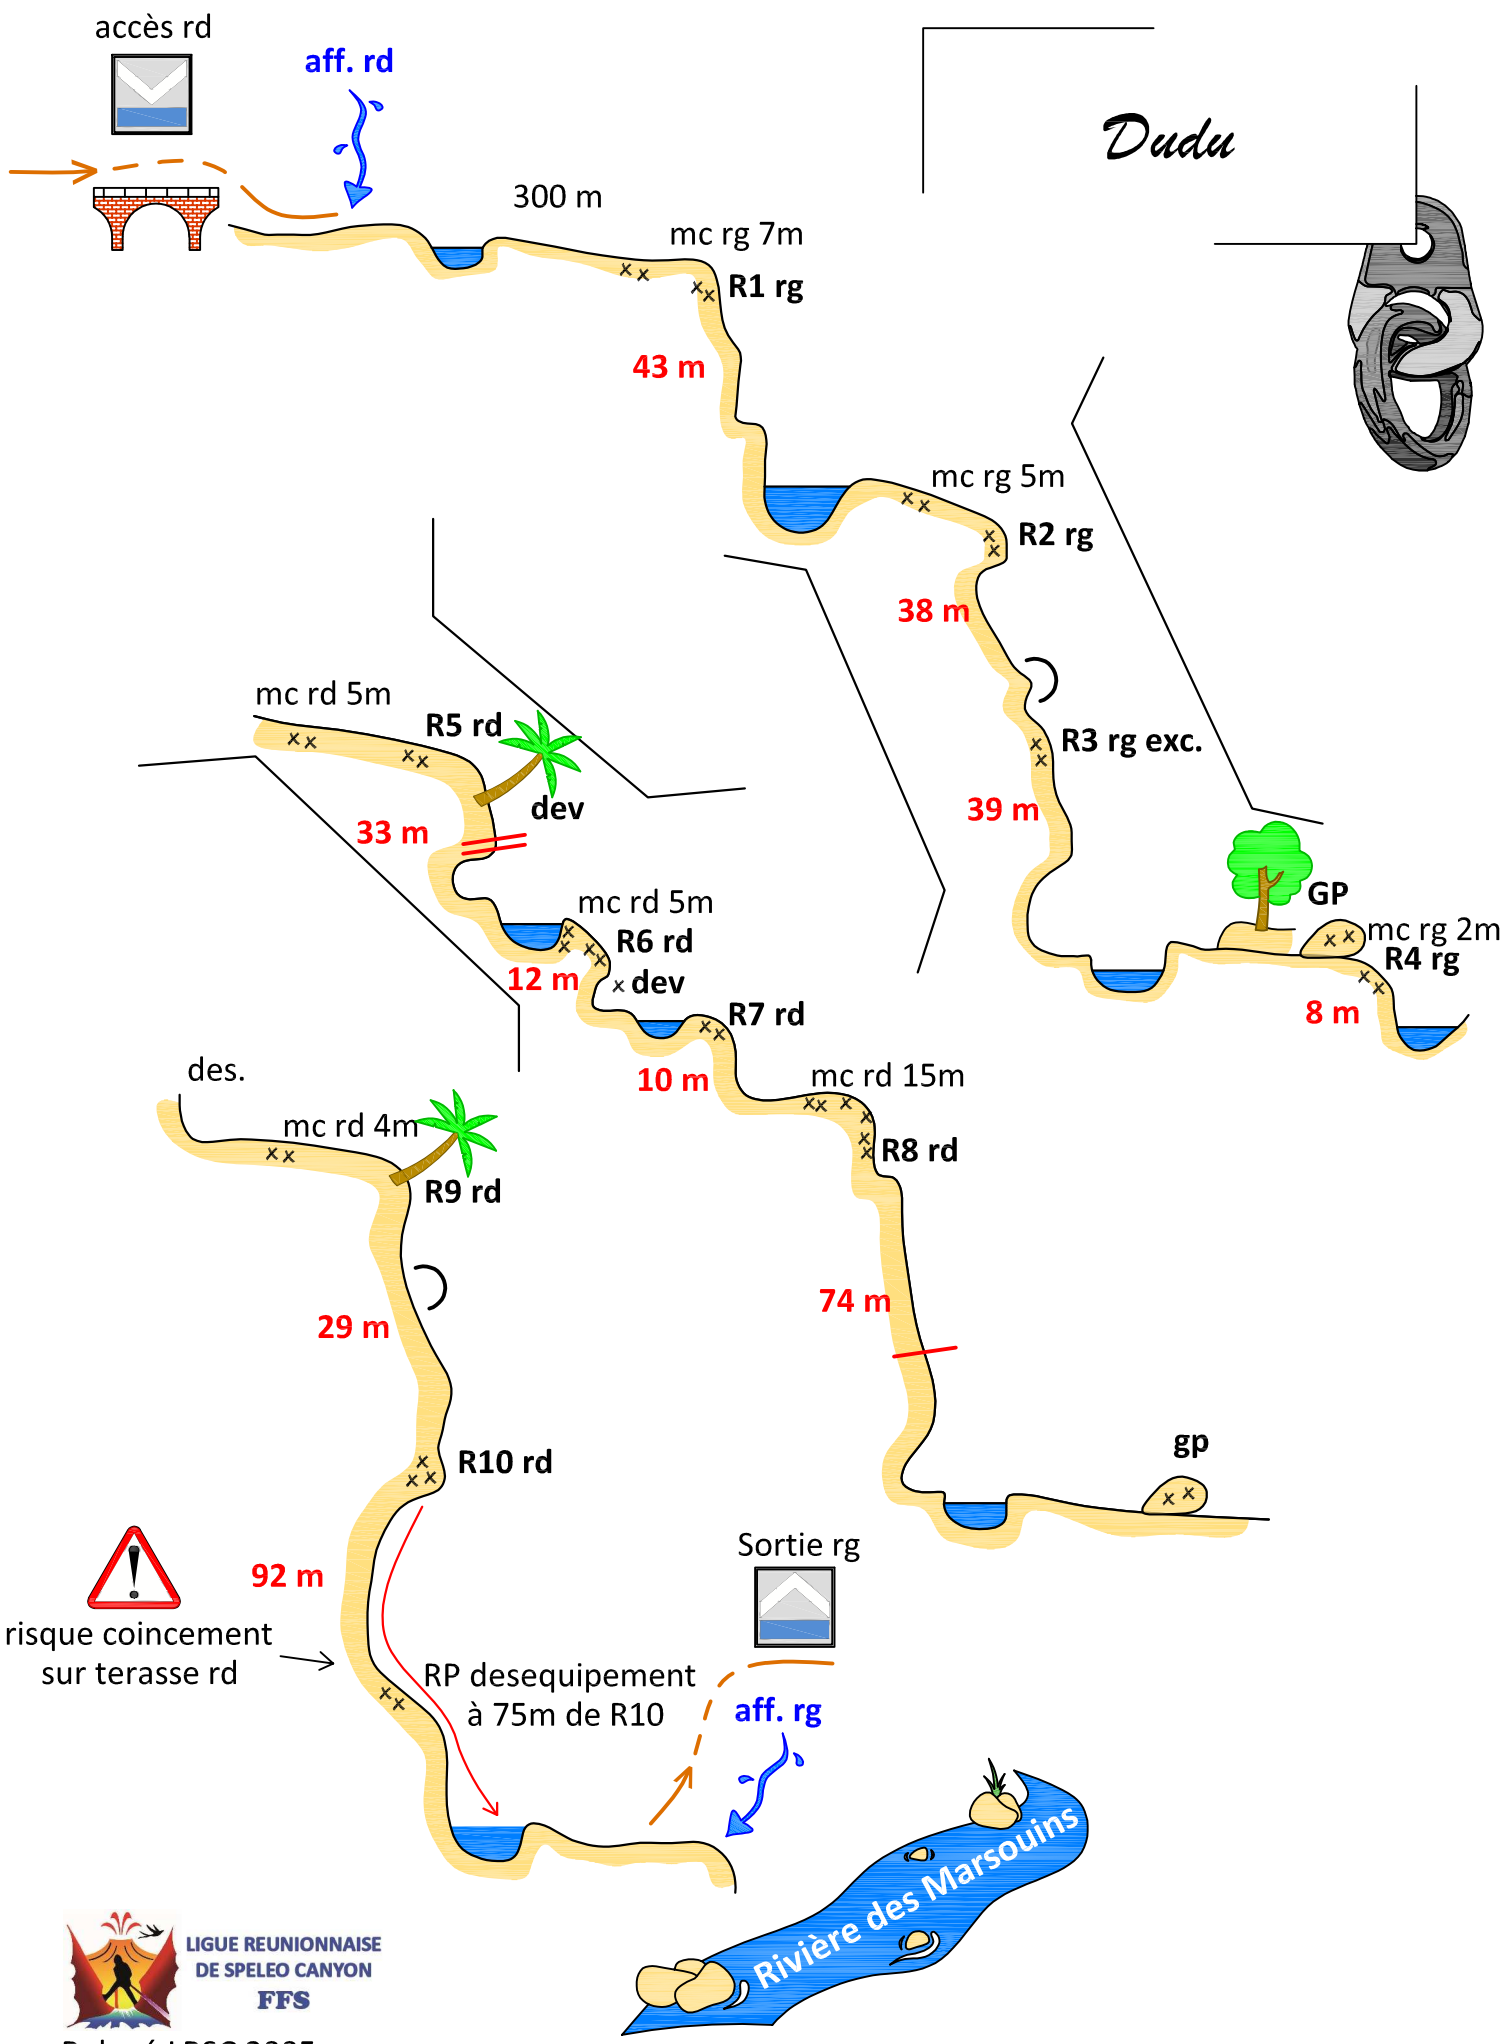 accès rd
aff. rd
Dudu
300 m
mc rg 7m
R1 rg
43 m
mc rg 5m
R2 rg
38 m
R3 rg exc.
39 m
GP
mc rg 2m
R4 rg
8 m
mc rd 5m
R5 rd
dev
33 m
mc rd 5m
R6 rd
12 m
dev
R7 rd
10 m
mc rd 15m
R8 rd
74 m
gp
des.
mc rd 4m
R9 rd
29 m
R10 rd
92 m
risque coincement
sur terasse rd
RP desequipement
à 75m de R10
Sortie rg
aff. rg
Rivière des Marsouins
LIGUE REUNIONNAISE
DE SPELEO CANYON
FFS